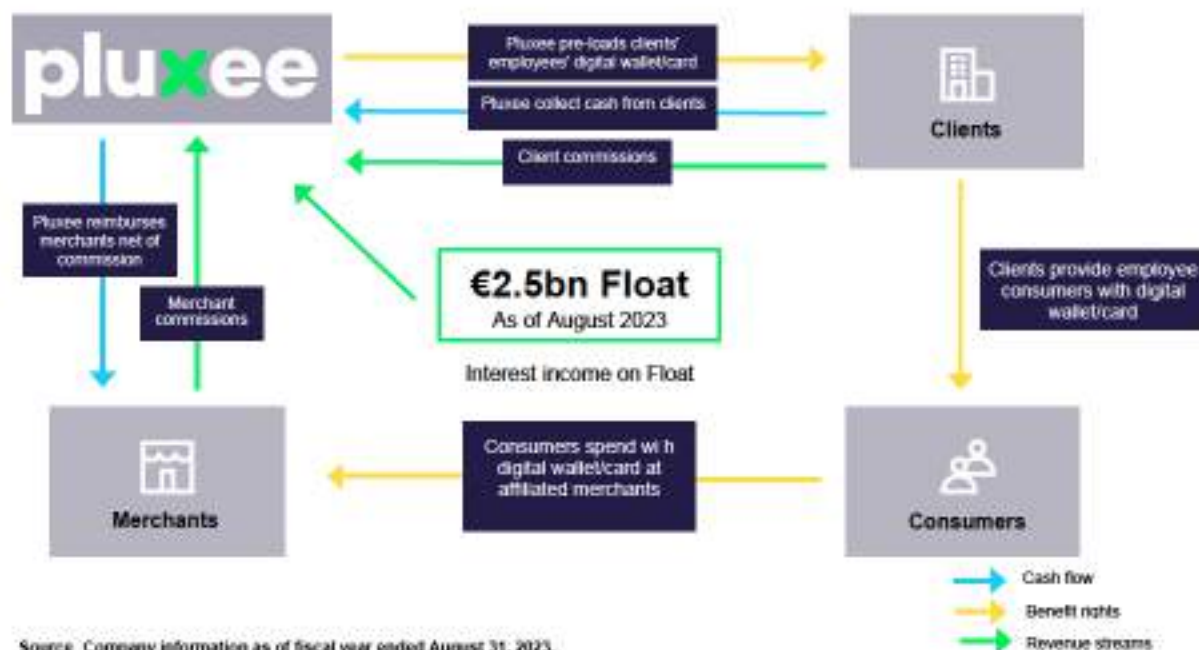 pluxee
Pluxee pre-loads clients'
employees' digital wallet/card
Pluxee collect cash from clients
Client commissions
Clients
Pluxee reimburses
merchants net of
commission
Merchant
commissions
€2.5bn Float
As of August 2023
Interest income on Float
Clients provide employee
consumers with digital
wallet/card
Merchants
Consumers spend wi h
digital wallet/card at
affiliated merchants
Consumers
Cash flow
Benefit rights
Revenue streams
Source. Company information as of fiscal year ended August 31, 2023